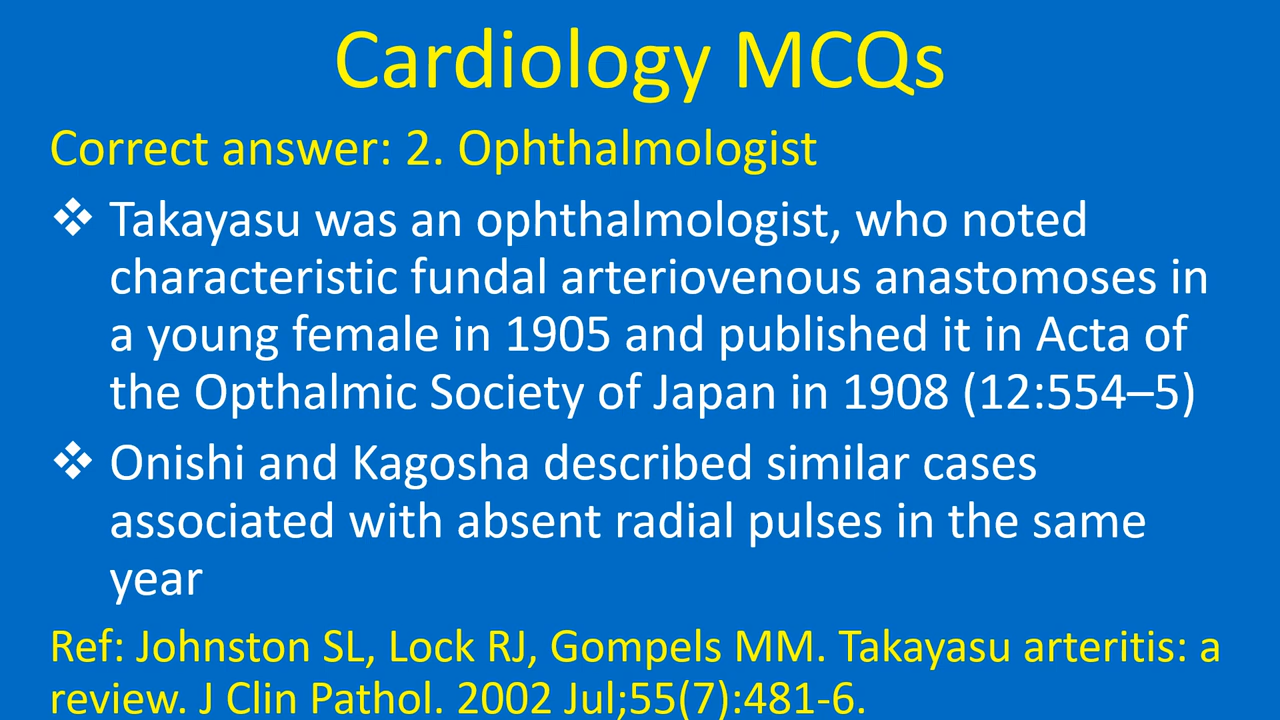 Cardiology MCQs
Correct answer: 2. Ophthalmologist
❖ Takayasu was an ophthalmologist, who noted
characteristic fundal arteriovenous anastomoses in
a young female in 1905 and published it in Acta of
the Opthalmic Society of Japan in 1908 (12:554–5)
❖ Onishi and Kagosha described similar cases
associated with absent radial pulses in the same
year
Ref: Johnston SL, Lock RJ, Gompels MM. Takayasu arteritis: a
review. J Clin Pathol. 2002 Jul;55(7):481-6.